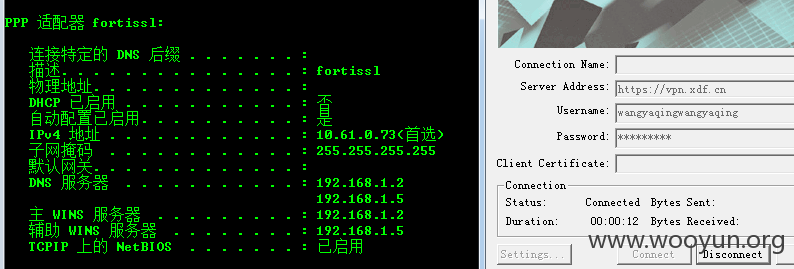 PPP 适配器 fortissl:
连接特定的 DNS 后缀 . . . . . . . :
描述. . . . . . . . . . . . . . . : fortissl
物理地址. . . . . . . . . . . . . :
DHCP 已启用 . . . . . . . . . . . : 否
自动配置已启用. . . . . . . . . . : 是
IPv4 地址 . . . . . . . . . . . . : 10.61.0.73(首选)
子网掩码 . . . . . . . . . . . . : 255.255.255.255
默认网关. . . . . . . . . . . . . :
DNS 服务器 . . . . . . . . . . . : 192.168.1.2
192.168.1.5
主 WINS 服务器 . . . . . . . . . : 192.168.1.2
辅助 WINS 服务器 . . . . . . . . : 192.168.1.5
TCPIP 上的 NetBIOS . . . . . . . : 已启用
Connection Name:
Server Address: https://vpn.xdf.cn
Username: wangyaqingwangyaqing
Password: *********
Client Certificate:
Connection
Status: Connected Bytes Sent:
Duration: 00:00:12 Bytes Received:
www.wooyun.org
Settings... Connect Disconnect